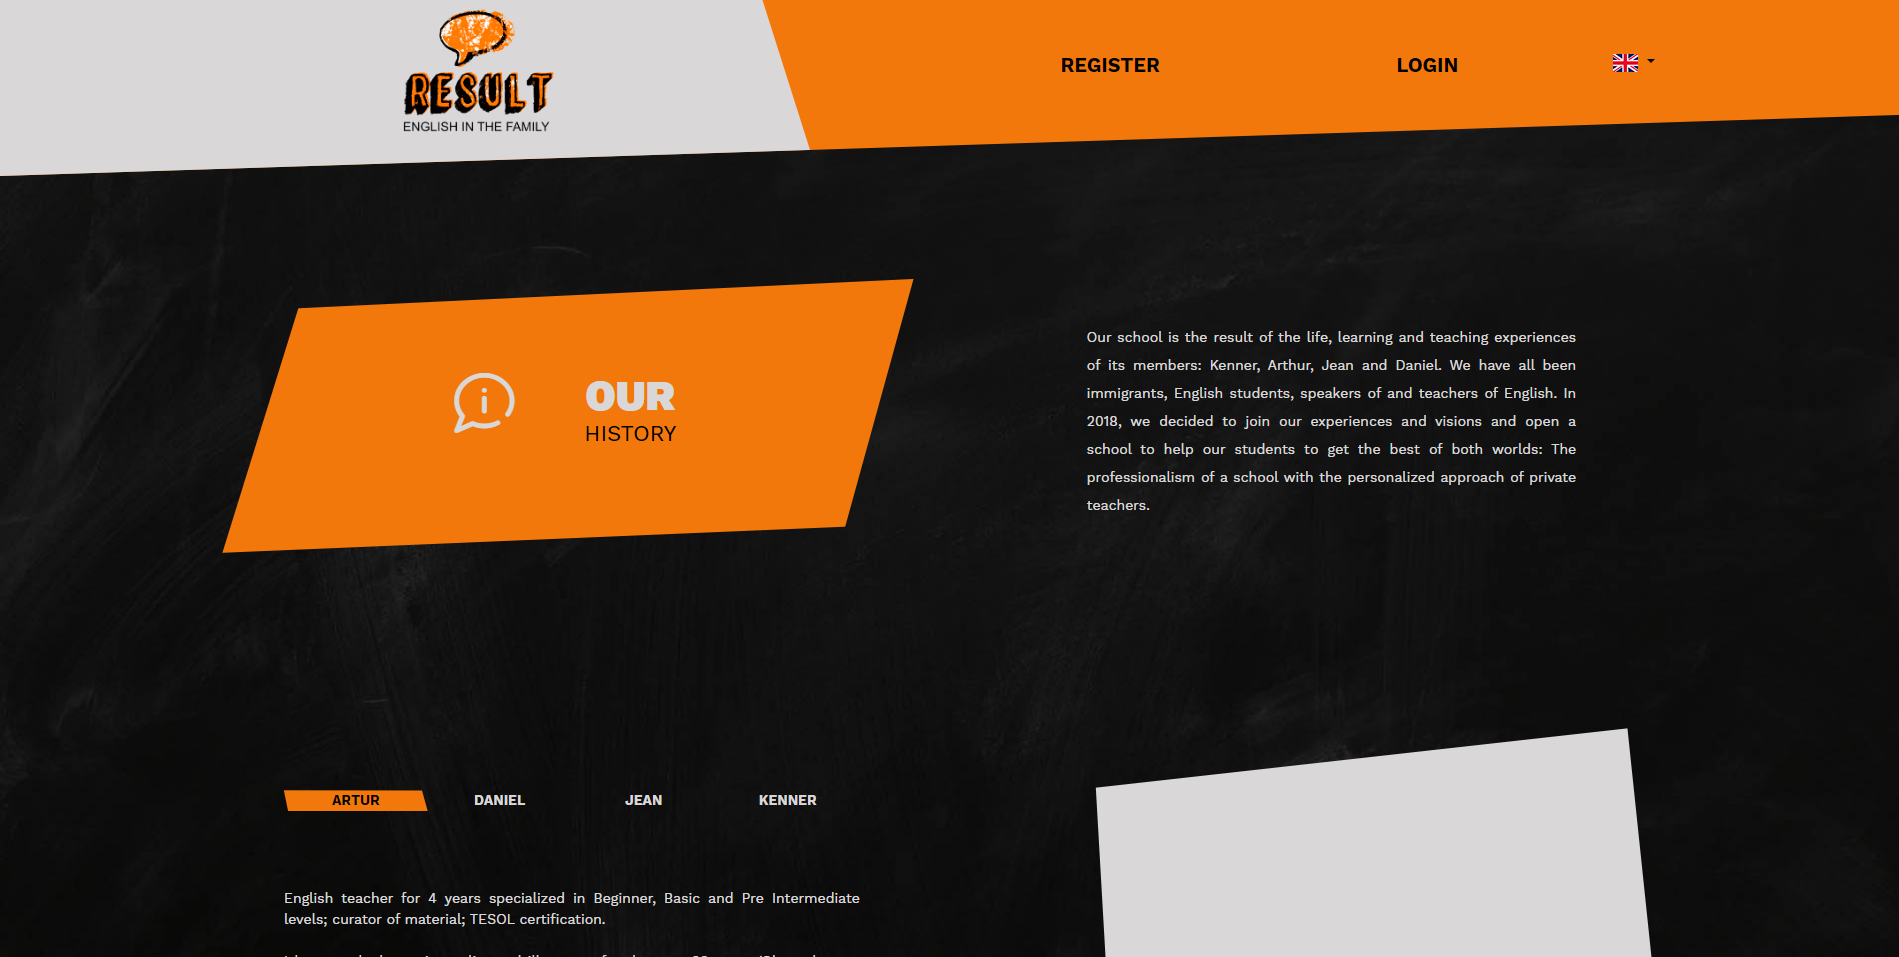 RESULT
ENGLISH IN THE FAMILY
REGISTER
LOGIN
OUR
HISTORY
Our school is the result of the life, learning and teaching experiences
of its members: Kenner, Arthur, Jean and Daniel. We have all been
immigrants, English students, speakers of and teachers of English. In
2018, we decided to join our experiences and visions and open a
school to help our students to get the best of both worlds: The
professionalism of a school with the personalized approach of private
teachers.
ARTUR
DANIEL
JEAN
KENNER
English teacher for 4 years specialized in Beginner, Basic and Pre Intermediate
levels; curator of material; TESOL certification.